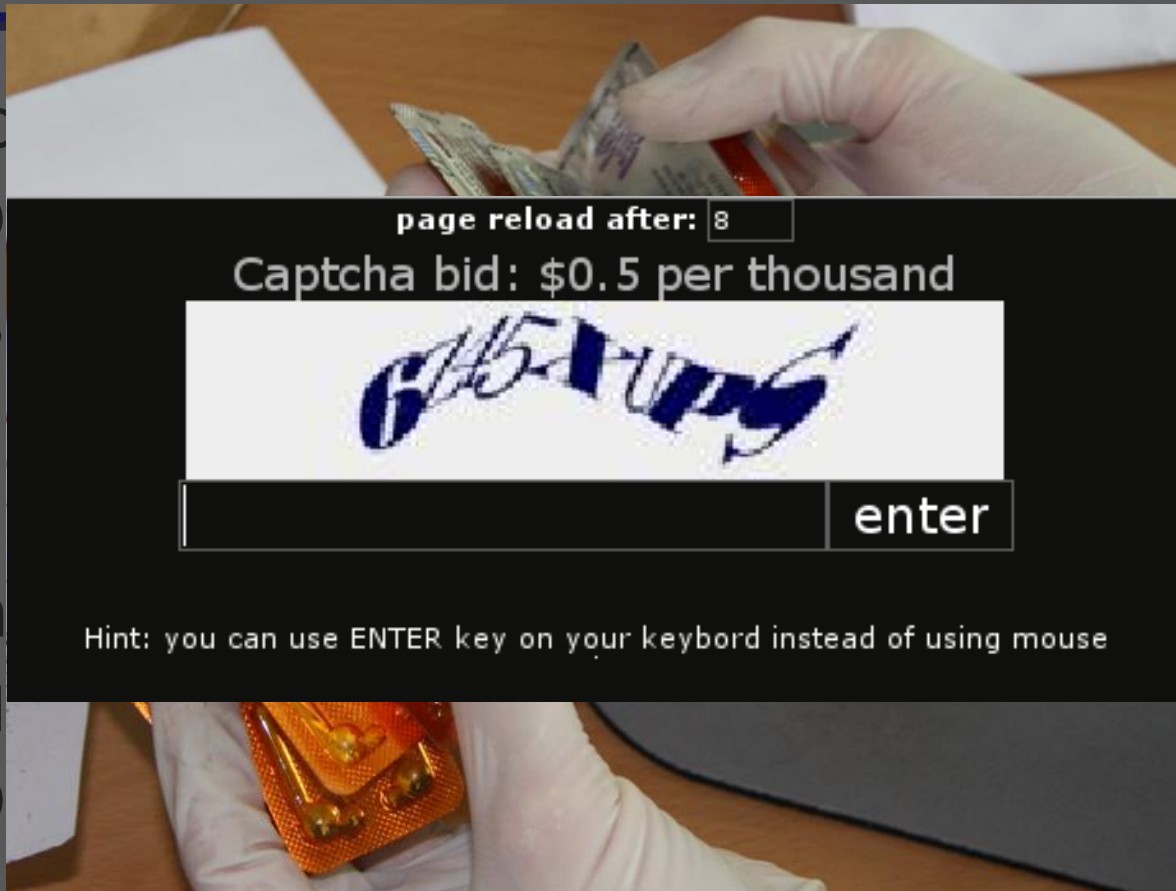 page reload after: 8
Captcha bid: $0.5 per thousand
enter
Hint: you can use ENTER key on your keybord instead of using mouse